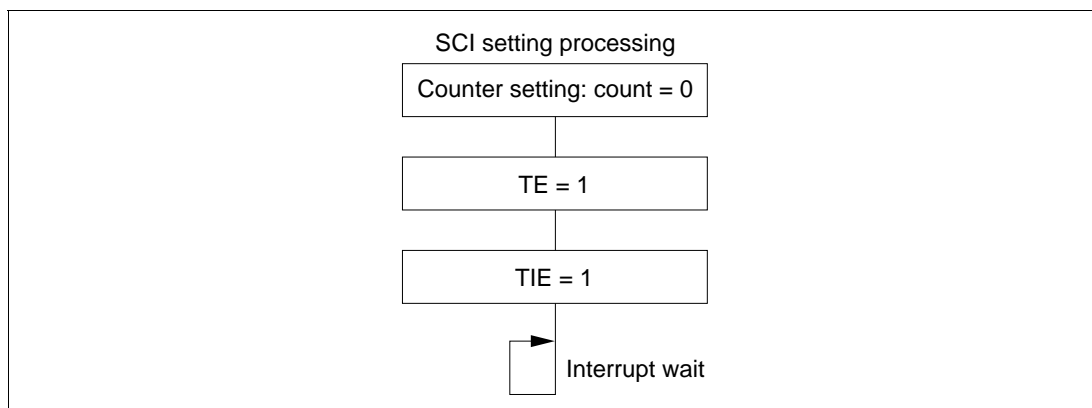 SCI setting processing
Counter setting: count = 0
TE = 1
TIE = 1
Interrupt wait